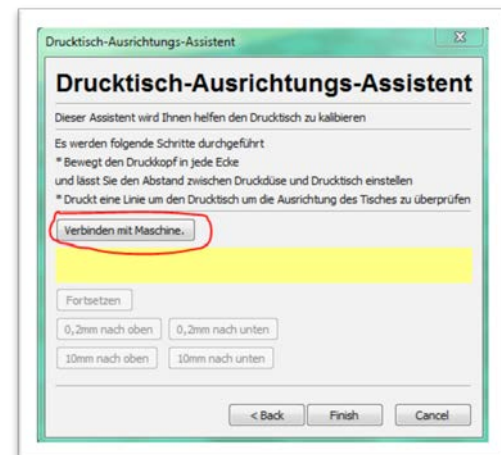 Drucktisch-Ausrichtungs-Assistent
Drucktisch-Ausrichtungs-Assistent
Dieser Assistent wird Ihnen helfen den Drucktisch zu kalibieren
Es werden folgende Schritte durchgeführt
* Bewegt den Druckkopf in jede Ecke
und lässt Sie den Abstand zwischen Druckdüse und Drucktisch einstellen
* Druckt eine Linie um den Drucktisch um die Ausrichtung des Tisches zu überprüfen
Verbinden mit Maschine.
Fortsetzen
0,2mm nach oben 0,2mm nach unten
10mm nach oben 10mm nach unten
< Back Finish Cancel